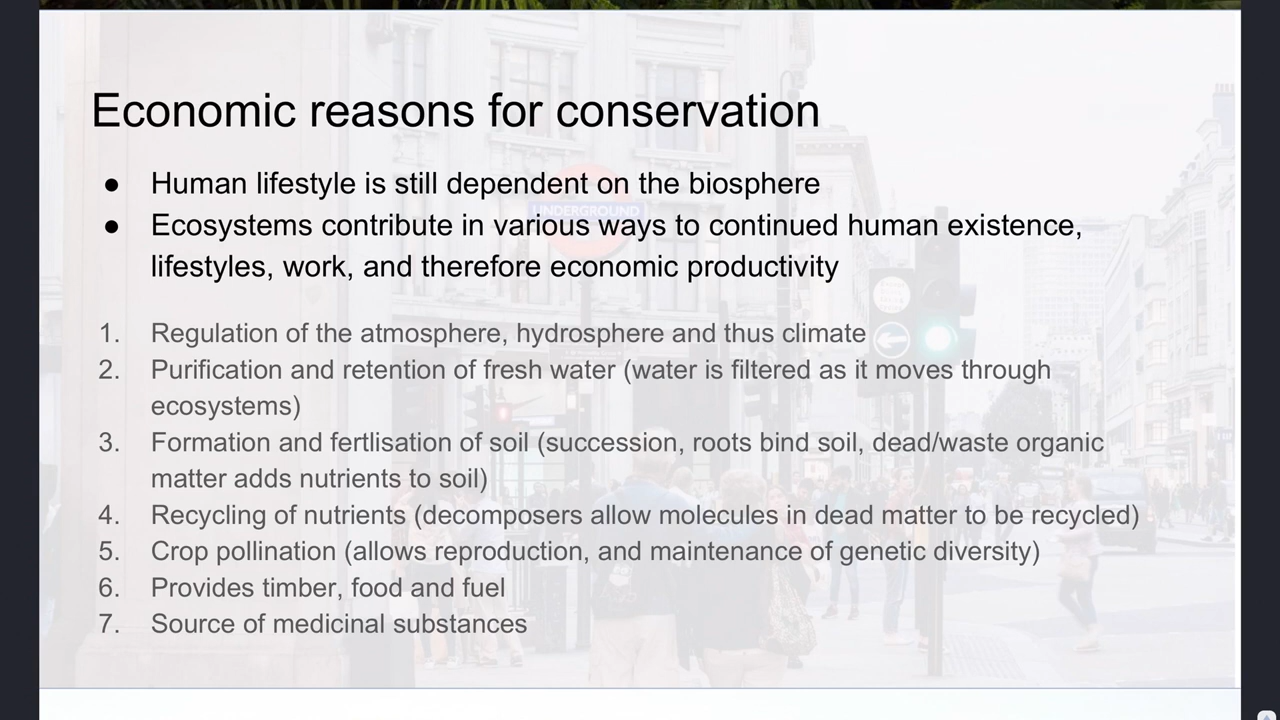 Economic reasons for conservation
● Human lifestyle is still dependent on the biosphere
● Ecosystems contribute in various ways to continued human existence,
lifestyles, work, and therefore economic productivity
UNDERGROUND
1. Regulation of the atmosphere, hydrosphere and thus climate
2. Purification and retention of fresh water (water is filtered as it moves through
ecosystems)
3. Formation and fertlisation of soil (succession, roots bind soil, dead/waste organic
matter adds nutrients to soil)
4. Recycling of nutrients (decomposers allow molecules in dead matter to be recycled)
5. Crop pollination (allows reproduction, and maintenance of genetic diversity)
6. Provides timber, food and fuel
7. Source of medicinal substances